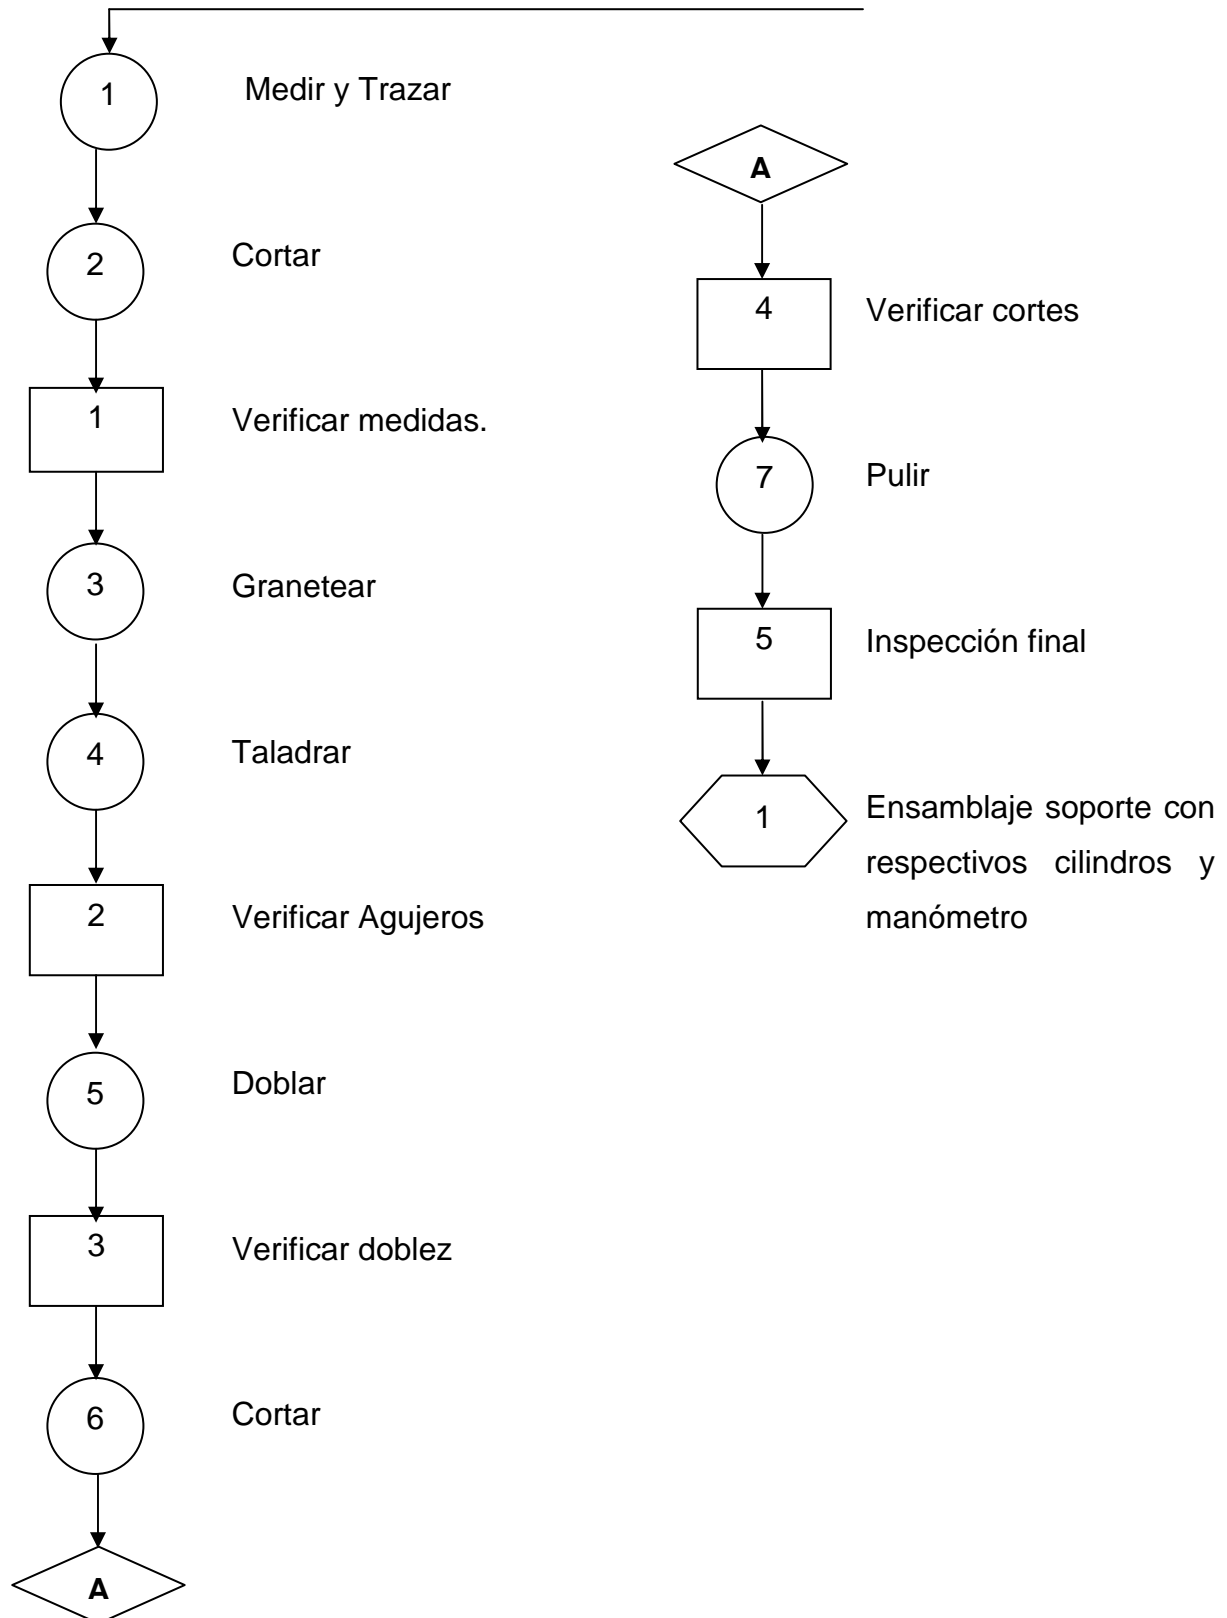 1 Medir y Trazar
2 Cortar
1 Verificar medidas.
3 Granetear
4 Taladrar
2 Verificar Agujeros
5 Doblar
3 Verificar doblez
6 Cortar
A
A
4 Verificar cortes
7 Pulir
5 Inspección final
1 Ensamblaje soporte con
respectivos cilindros y
manómetro